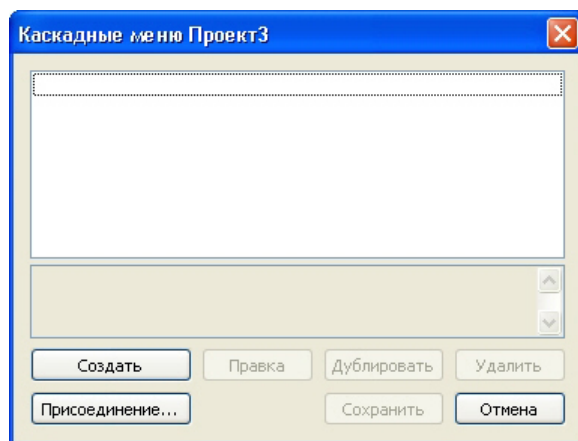 Каскадные меню Проект3
Создать Правка Дублировать Удалить
Присоединение... Сохранить Отмена